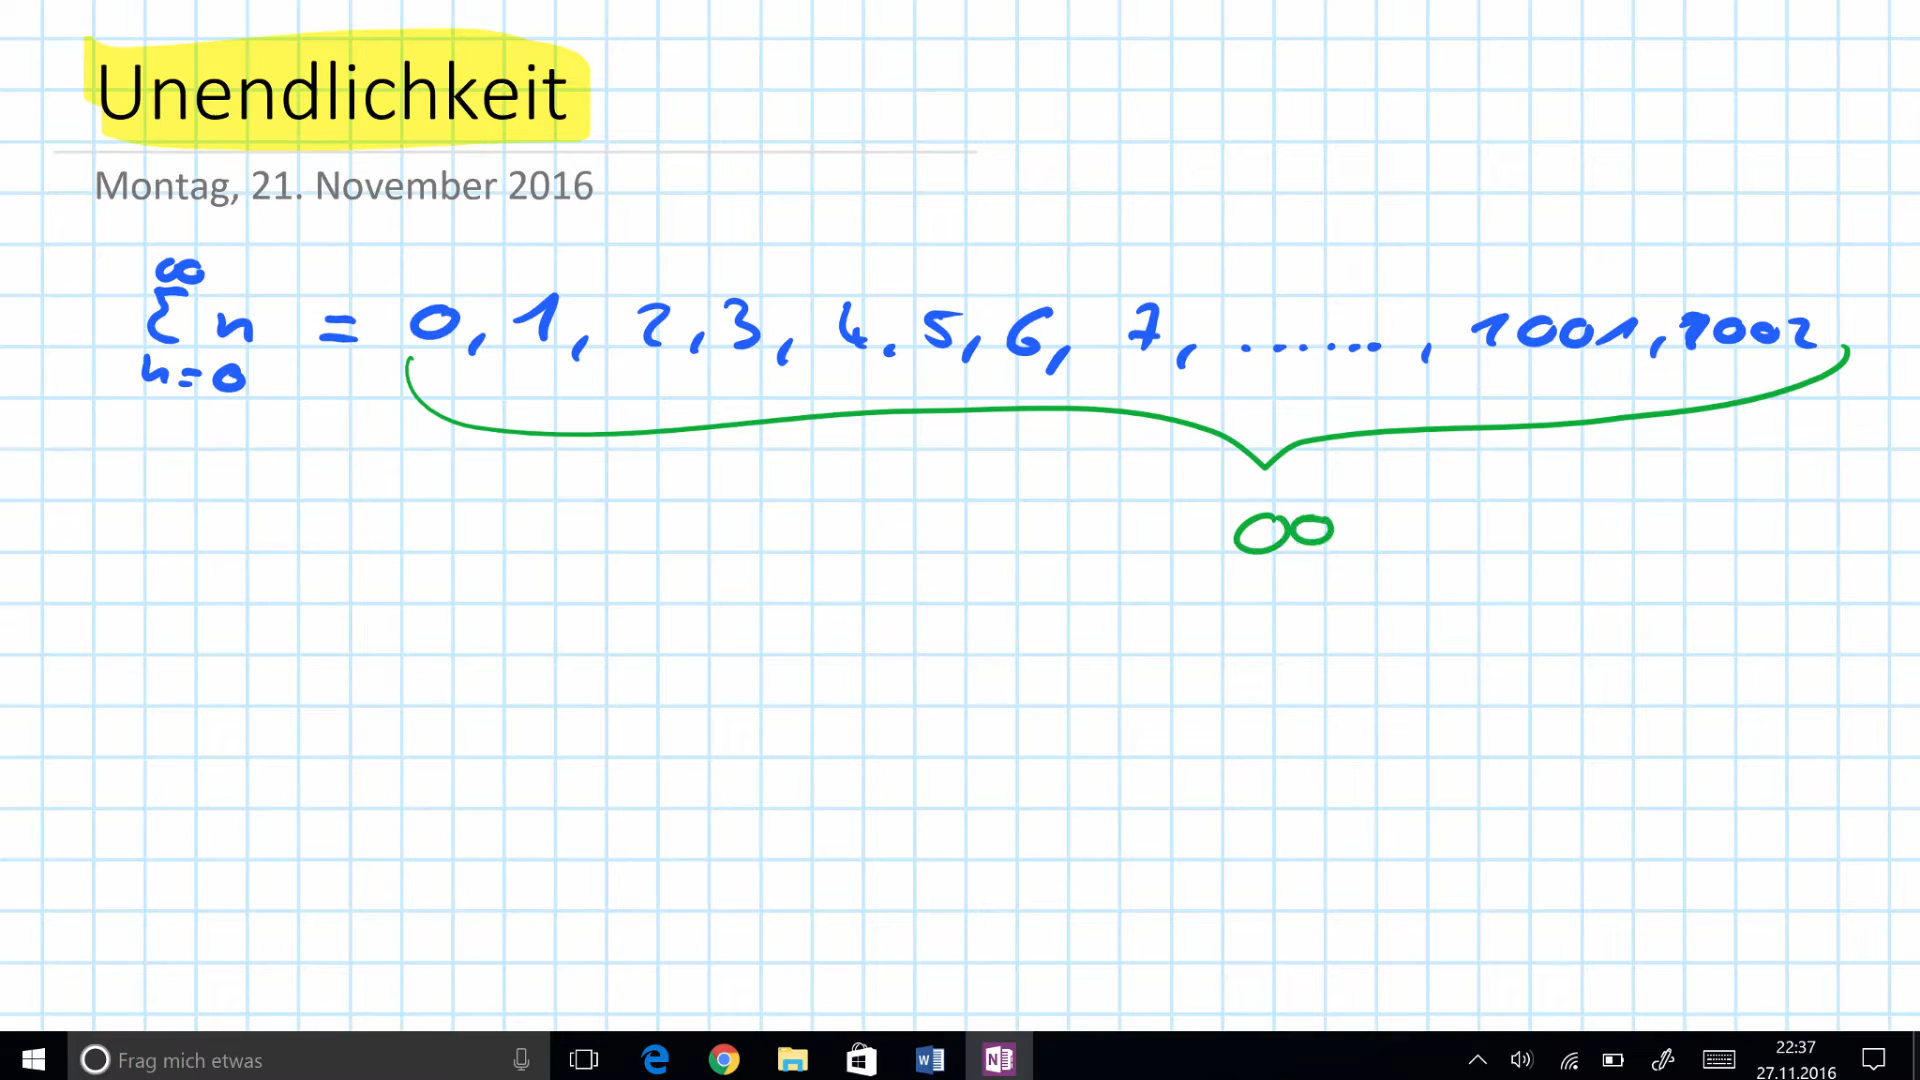 Unendlichkeit
Montag, 21. November 2016
∞
Σ n = 0, 1, 2, 3, 4, 5, 6, 7, ......, 1001, 1002
n=0
∞
Frag mich etwas
22:37
27.11.2016